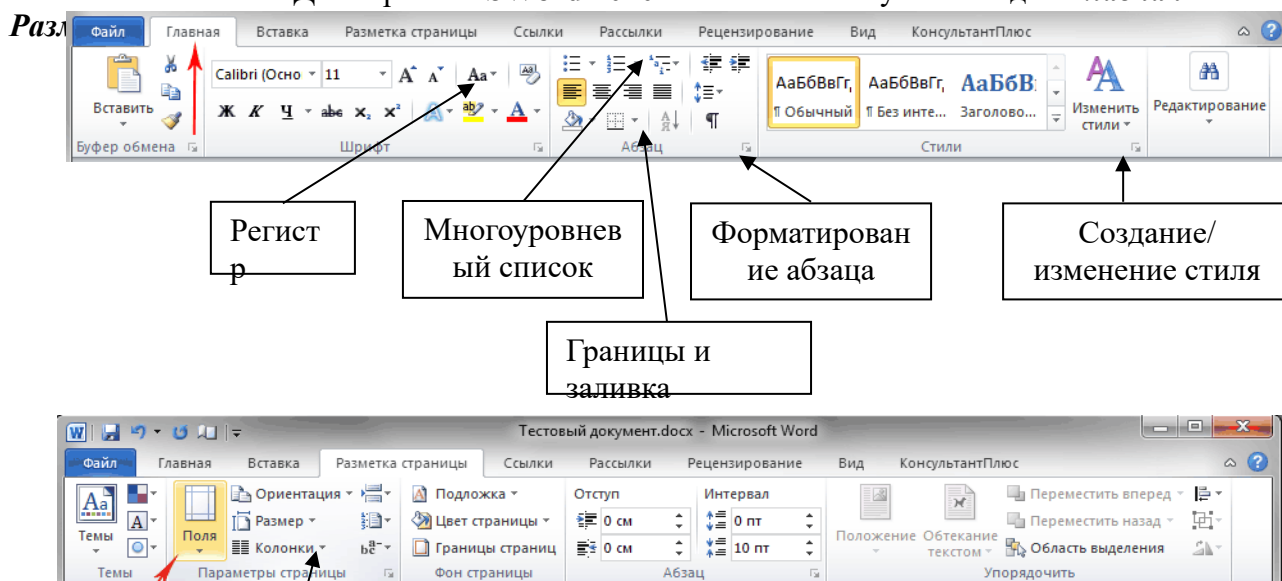 Разм
Файл Главная Вставка Разметка страницы Ссылки Рассылки Рецензирование Вид КонсультантПлюс
Вставить
Буфер обмена
Calibri (Осно 11 Aa
Ж К Ч abc x₂ x² A ab A
Шрифт
Абзац
АаБбВвГг, АаБбВвГг, АаБбВ
¶ Обычный ¶ Без инте... Заголово...
Изменить
стили
Стили
Редактирование
Регист
р
Многоуровнев
ый список
Форматирован
ие абзаца
Создание/
изменение стиля
Границы и
заливка
Тестовый документ.docx - Microsoft Word
Файл Главная Вставка Разметка страницы Ссылки Рассылки Рецензирование Вид КонсультантПлюс
Темы
Темы
Поля
Ориентация
Размер
Колонки
Параметры страницы
Подложка
Цвет страницы
Границы страниц
Фон страницы
Отступ Интервал
0 см 0 пт
0 см 10 пт
Абзац
Положение
Обтекание
текстом
Переместить вперед
Переместить назад
Область выделения
Упорядочить